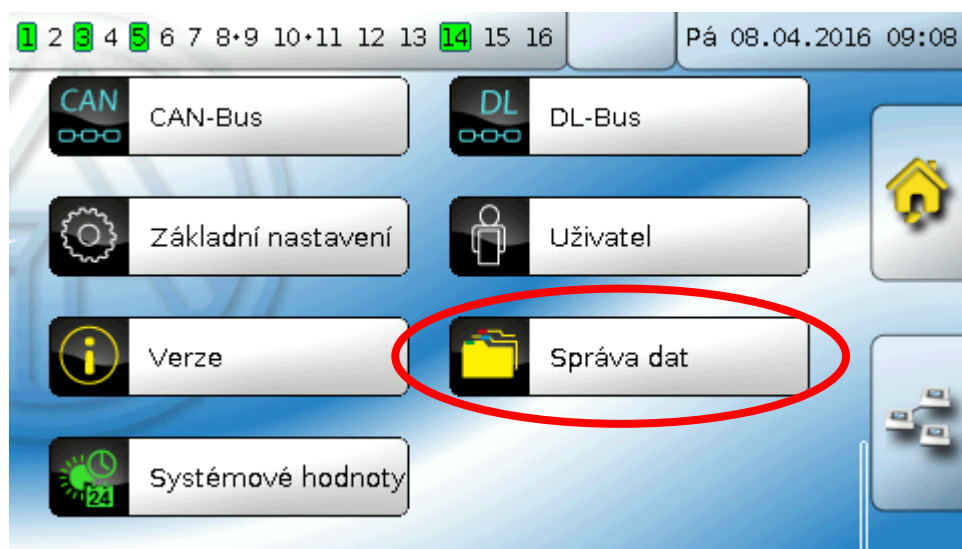 1 2 3 4 5 6 7 8•9 10•11 12 13 14 15 16 Pá 08.04.2016 09:08
CAN CAN-Bus DL DL-Bus
Základní nastavení Uživatel
i Verze Správa dat
24 Systémové hodnoty